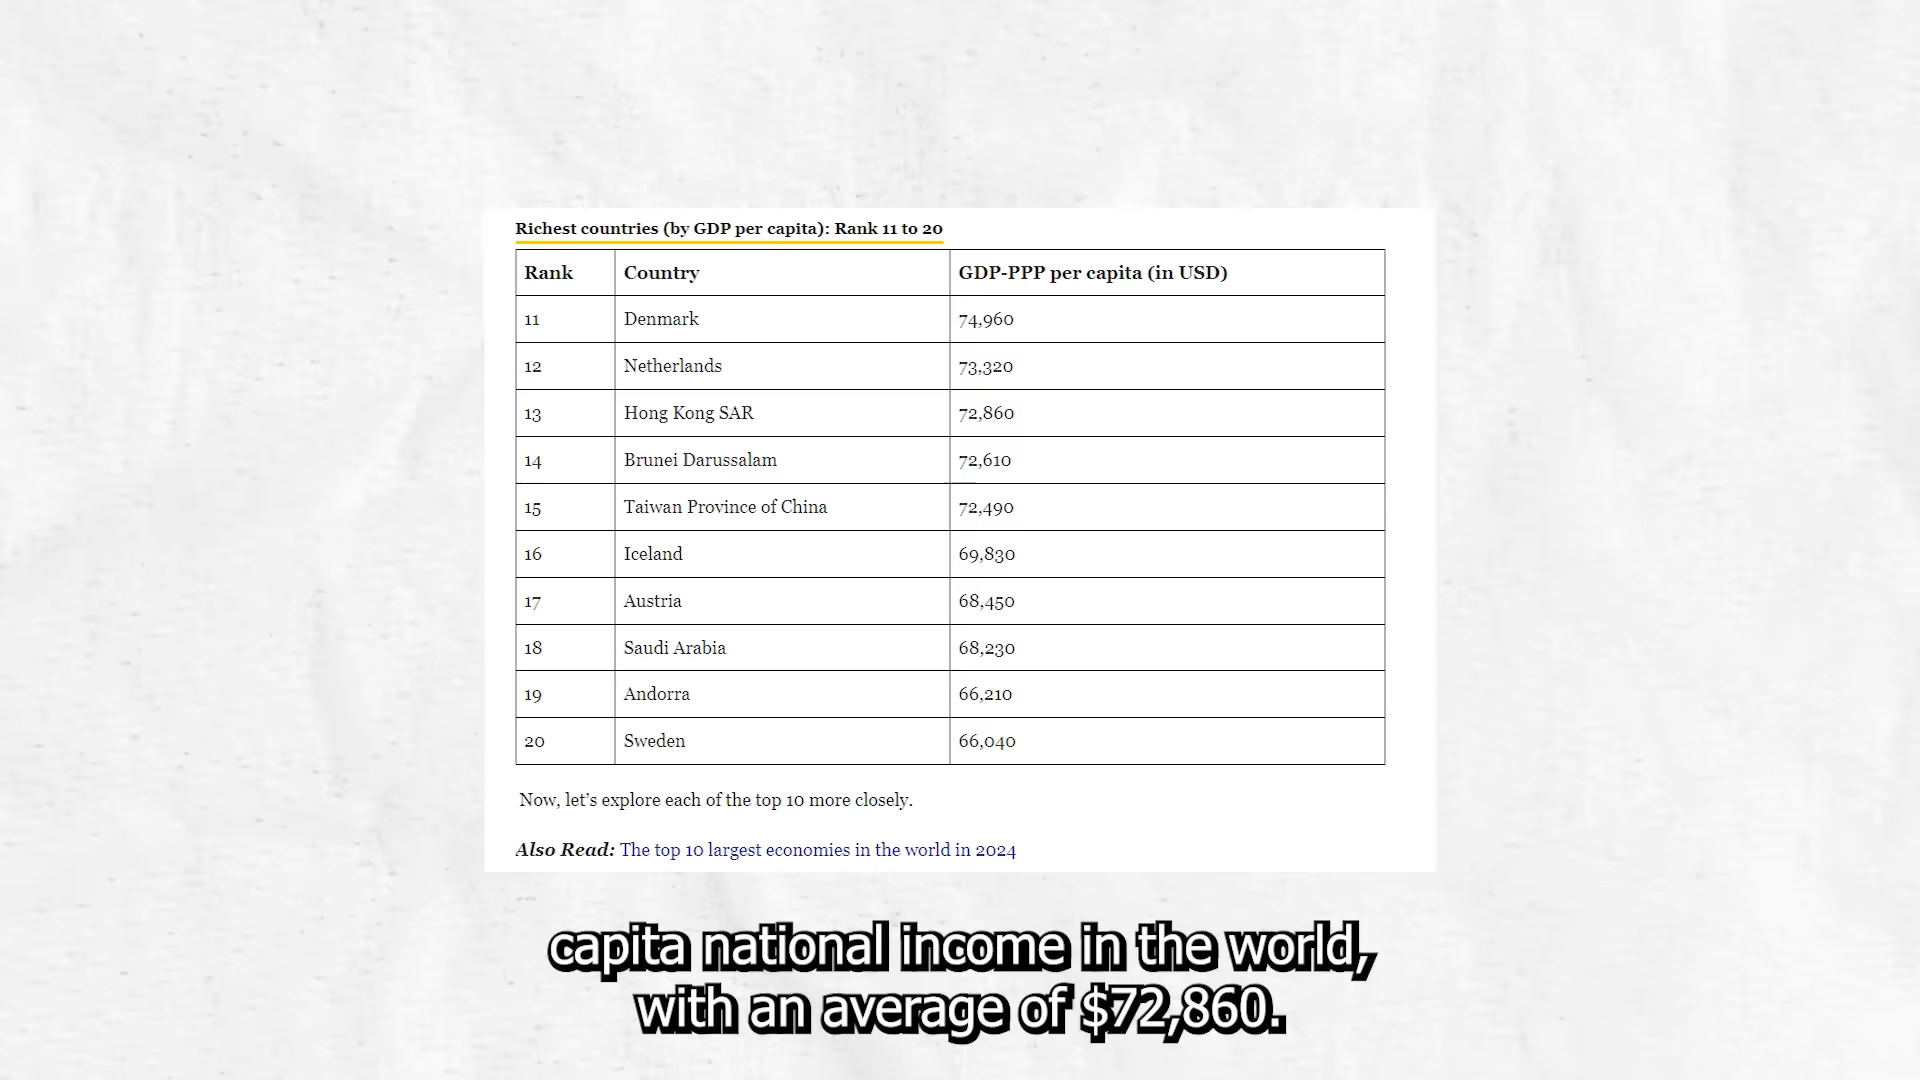 Richest countries (by GDP per capita): Rank 11 to 20
Rank Country GDP-PPP per capita (in USD)
11 Denmark 74,960
12 Netherlands 73,320
13 Hong Kong SAR 72,860
14 Brunei Darussalam 72,610
15 Taiwan Province of China 72,490
16 Iceland 69,830
17 Austria 68,450
18 Saudi Arabia 68,230
19 Andorra 66,210
20 Sweden 66,040
Now, let’s explore each of the top 10 more closely.
Also Read: The top 10 largest economies in the world in 2024
capita national income in the world,
with an average of $72,860.